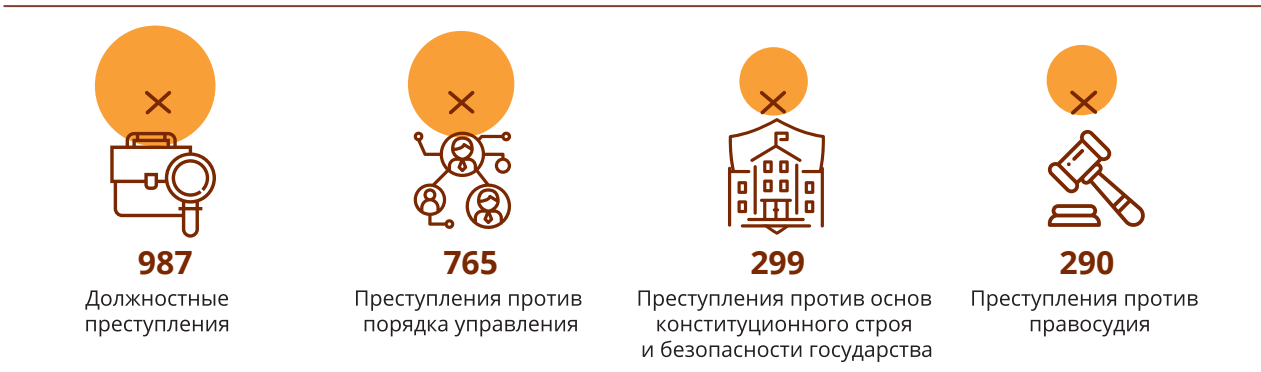 987
Должностные
преступления
765
Преступления против
порядка управления
299
Преступления против основ
конституционного строя
и безопасности государства
290
Преступления против
правосудия